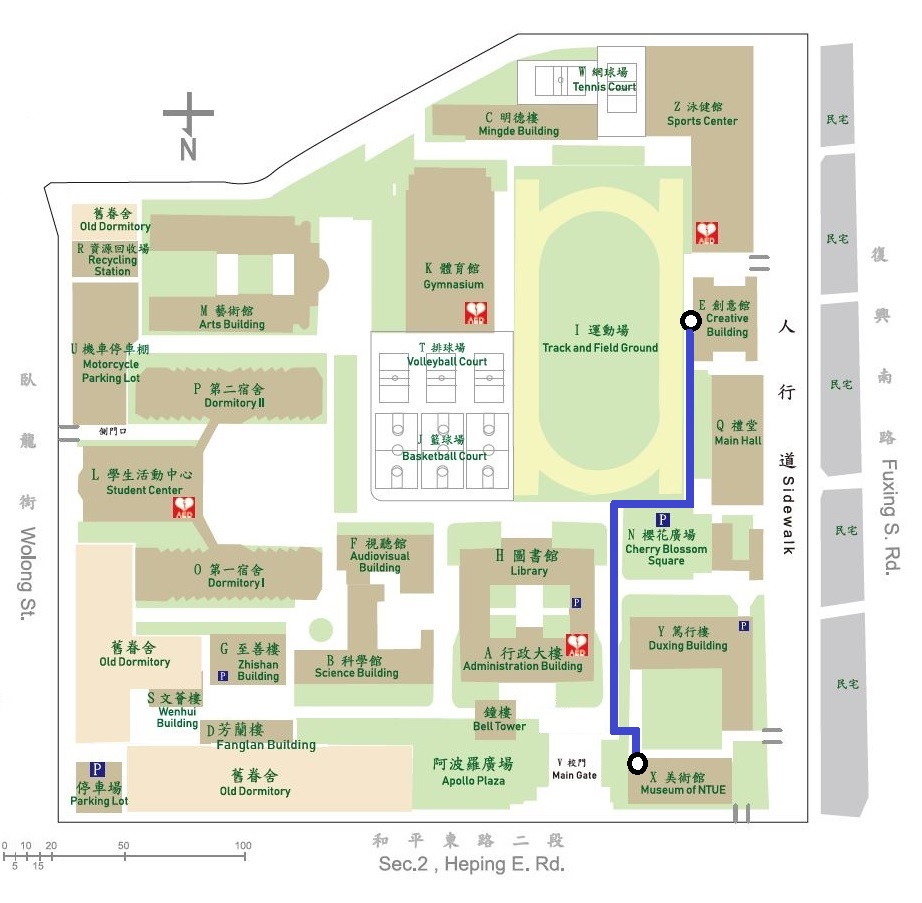 W 網球場
Tennis Court
C 明德樓
Mingde Building
Z 泳健館
Sports Center
N
民宅
舊眷舍
Old Dormitory
R 資源回收場
Recycling
Station
AED
民宅
復興南路 Fuxing S. Rd.
K 體育館
Gymnasium
AED
M 藝術館
Arts Building
E 創意館
Creative
Building
I 運動場
Track and Field Ground
人行道 Sidewalk
T 排球場
Volleyball Court
U 機車停車棚
Motorcycle
Parking Lot
P 第二宿舍
Dormitory II
民宅
臥龍街 Wolong St.
側門口
J 籃球場
Basketball Court
Q 禮堂
Main Hall
L 學生活動中心
Student Center
AED
P
N 櫻花廣場
Cherry Blossom
Square
民宅
F 視聽館
Audiovisual
Building
H 圖書館
Library
O 第一宿舍
Dormitory I
P
P
Y 篤行樓
Duxing Building
舊眷舍
Old Dormitory
G 至善樓
Zhishan
Building
P
B 科學館
Science Building
A 行政大樓
Administration Building
AED
民宅
S 文薈樓
Wenhui
Building
鐘樓
Bell Tower
D 芳蘭樓
Fanglan Building
P
停車場
Parking Lot
舊眷舍
Old Dormitory
阿波羅廣場
Apollo Plaza
V 校門
Main Gate
X 美術館
Museum of NTUE
和平東路二段
Sec.2 , Heping E. Rd.
0 10 20 50 100
5 15